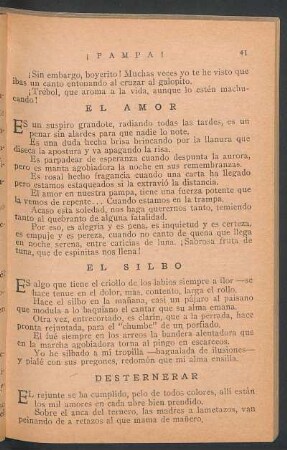 ¡ PAMPA ! 41
¡Sin embargo, boyerito! Muchas veces yo te he visto que
ibas un canto entonando al cruzar al galopito.
¡Trébol, que aroma a la vida, aunque lo estén machu-
cando!
EL AMOR
ES un suspiro grandote, radiando todas las tardes, es un
penar sin alardes para que nadie lo note.
Es una duda hecha brisa brincando por la llanura que
diseca la apostura y va apagando la risa.
Es parpadear de esperanza cuando despunta la aurora,
pero es manta agobiadora la noche en sus remembranzas.
Es rosal hecho fragancia cuando una carta ha llegado
pero estamos estaqueados si la extravió la distancia.
El amor en nuestra pampa, tiene una fuerza potente que
la vemos de repente... Cuando estamos en la trampa.
Acaso esta soledad, nos haga querernos tanto, temiendo
tanto al quebranto de alguna fatalidad.
Por eso, es alegría y es pena, es inquietud y es certeza,
es empuje y es pereza, cuando no canto de quena que llega
en noche serena, entre caricias de luna. ¡Sabrosa fruta de
tuna, que de espinitas nos llena!
EL SILBO
ES algo que tiene el criollo de los labios siempre a flor —se
hace tenue en el dolor, mas, contento, larga el rollo.
Hace el silbo en la mañana, casi un pájaro al paisano
que modula a lo baquiano el cantar que su alma emana.
Otra vez, entrecortado, es clarín, que a la perrada, hace
pronta rejuntada, para el "chumbe" de un porfiado.
El fué siempre en los arreos la bandera alentadora que
en la marcha agobiadora torna al pingo en escarceos.
Yo he silbado a mi tropilla —hagualada de ilusiones—
y pialé con sus pregones, redomón que mi alma ensilla.
DESTERNERAR
EL rejunte se ha cumplido, pelo de todos colores, allí están
los mil amores en cada ubre bien prendido.
Sobre el anca del ternero, las madres a lametazos, van
peinando de a retazos al que mama de mañero,